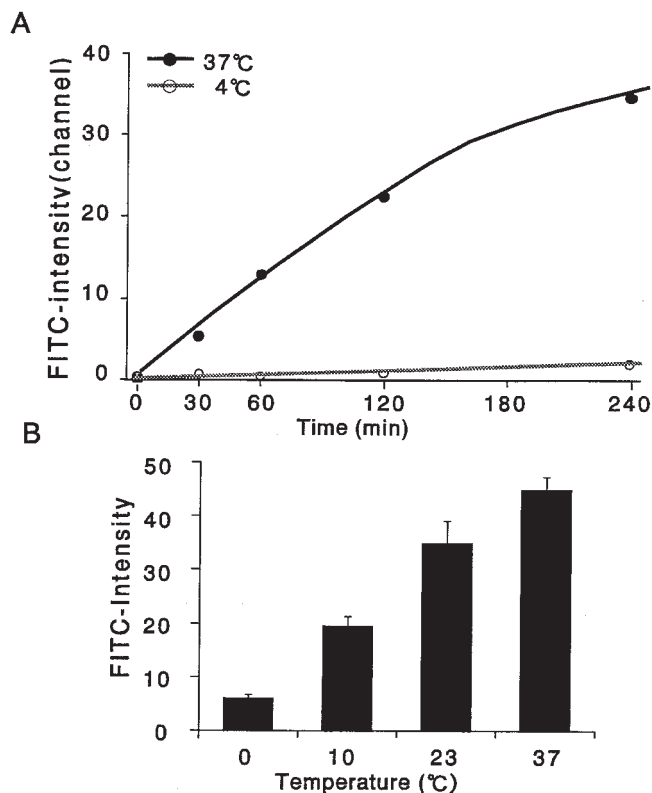 A
FITC-intensity(channel)
40
30
20
10
0
37℃
4℃
0 30 60 120 180 240
Time (min)
B
FITC-Intensity
50
40
30
20
10
0
0 10 23 37
Temperature (℃)